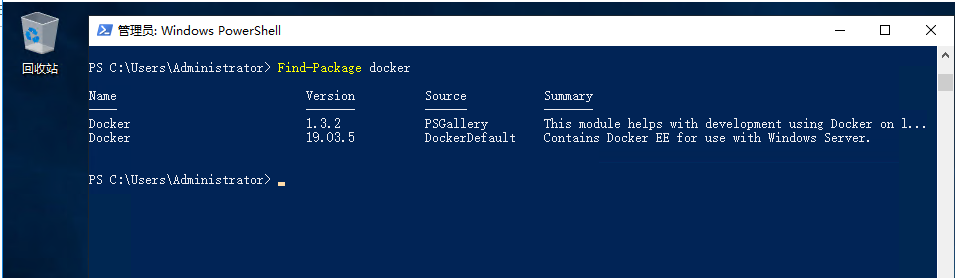 管理员: Windows PowerShell
回收站
PS C:\Users\Administrator> Find-Package docker
Name Version Source Summary
---- ------- ------ -------
Docker 1.3.2 PSGallery This module helps with development using Docker on l...
Docker 19.03.5 DockerDefault Contains Docker EE for use with Windows Server.
PS C:\Users\Administrator>